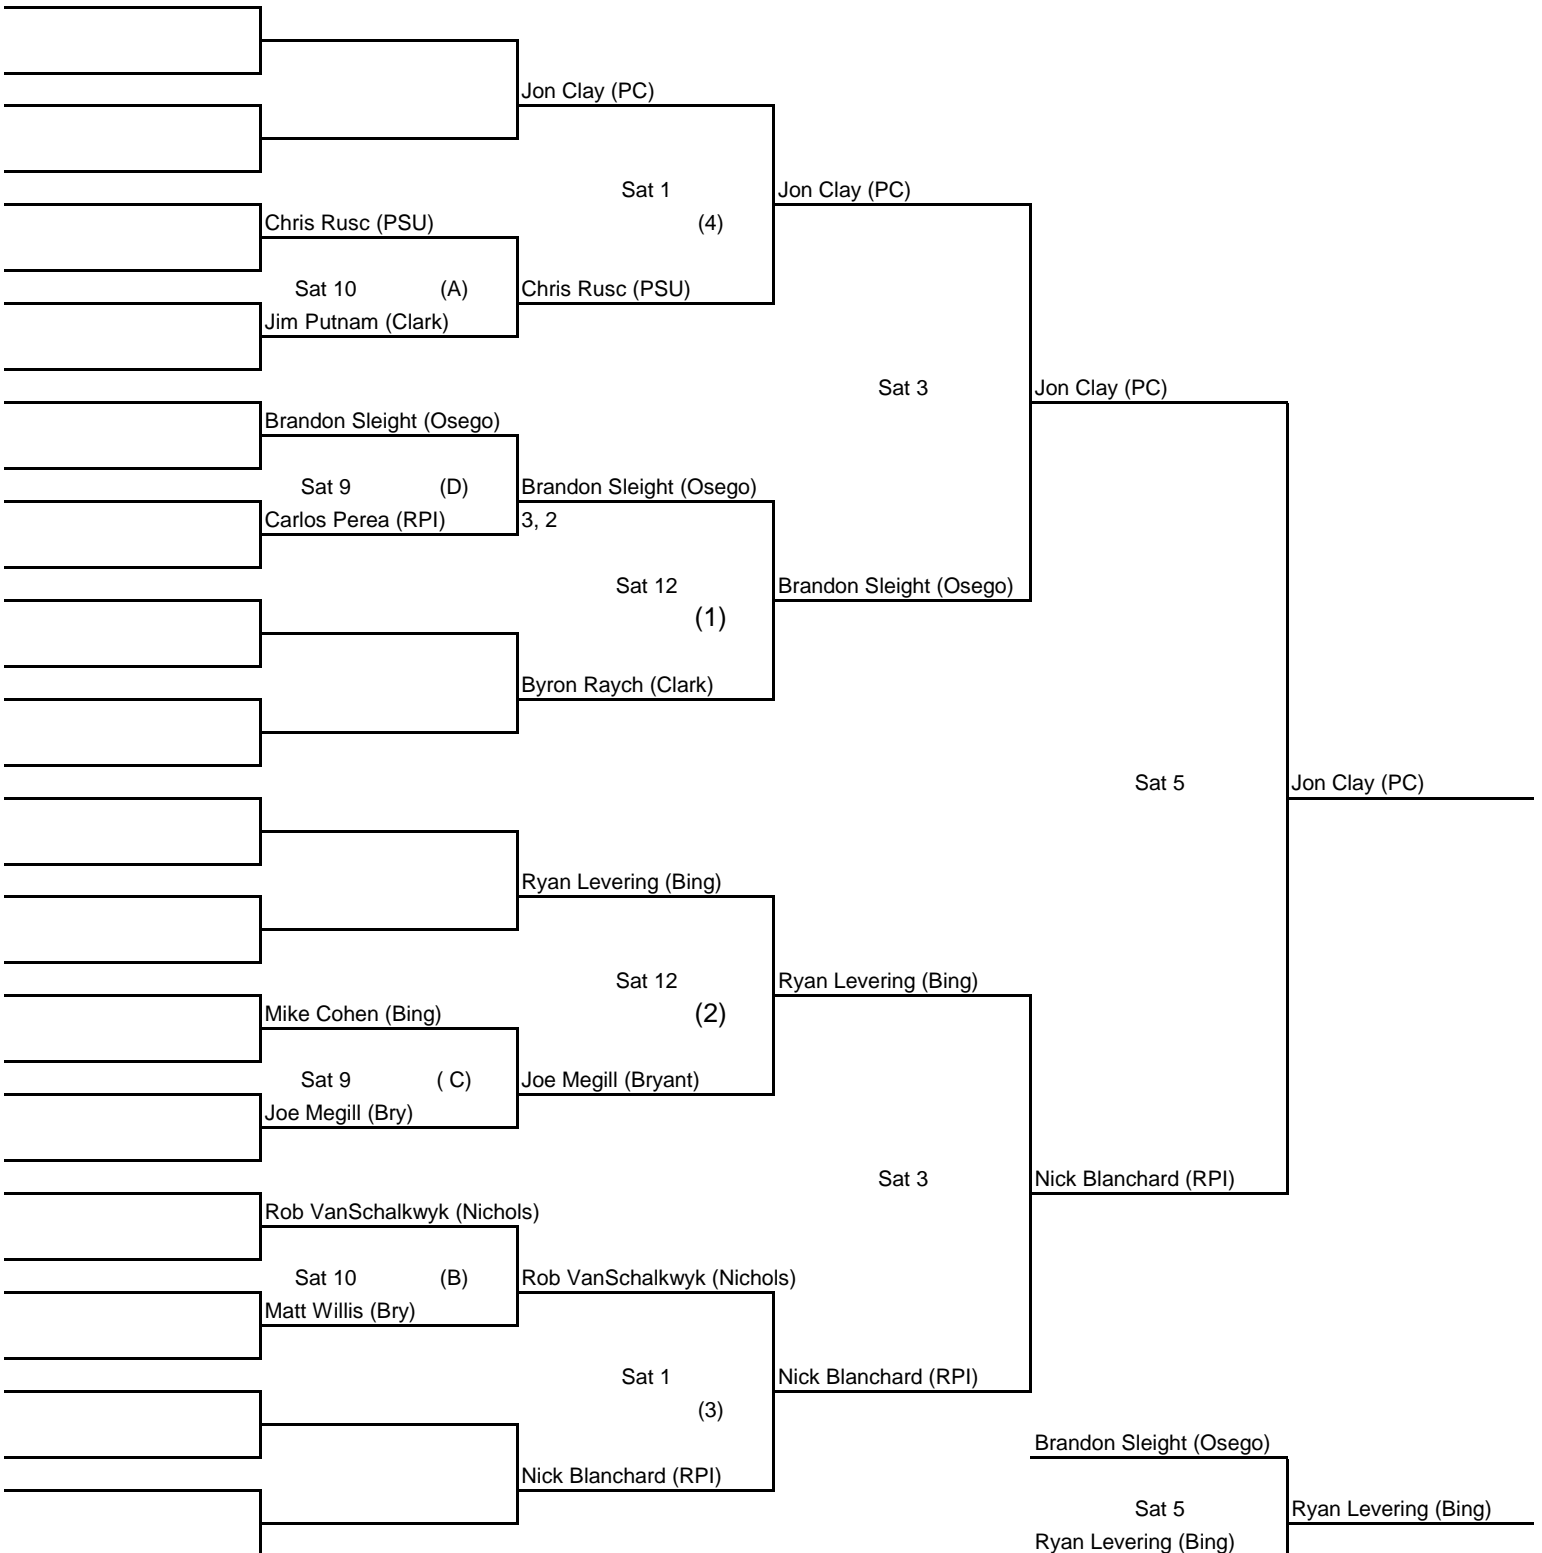 Jon Clay (PC)
Sat 1
Jon Clay (PC)
Chris Rusc (PSU)
(4)
Sat 10
(A)
Chris Rusc (PSU)
Jim Putnam (Clark)
Sat 3
Jon Clay (PC)
Brandon Sleight (Osego)
Sat 9
(D)
Brandon Sleight (Osego)
Carlos Perea (RPI)
3, 2
Sat 12
Brandon Sleight (Osego)
(1)
Byron Raych (Clark)
Sat 5
Jon Clay (PC)
Ryan Levering (Bing)
Sat 12
Ryan Levering (Bing)
Mike Cohen (Bing)
(2)
Sat 9
( C)
Joe Megill (Bryant)
Joe Megill (Bry)
Sat 3
Nick Blanchard (RPI)
Rob VanSchalkwyk (Nichols)
Sat 10
(B)
Rob VanSchalkwyk (Nichols)
Matt Willis (Bry)
Sat 1
Nick Blanchard (RPI)
(3)
Brandon Sleight (Osego)
Nick Blanchard (RPI)
Sat 5
Ryan Levering (Bing)
Ryan Levering (Bing)